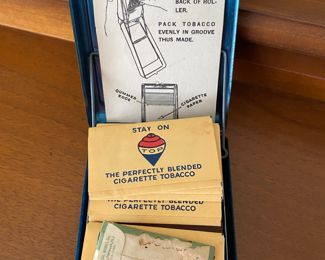 BACK OF ROL-
LER.
PACK TOBACCO
EVENLY IN GROOVE
THUS MADE.
GUMMED
EDGE
CIGARETTE
PAPER
STAY ON
TOP
THE PERFECTLY BLENDED
CIGARETTE TOBACCO
THE PERFECTLY BLENDED
CIGARETTE TOBACCO